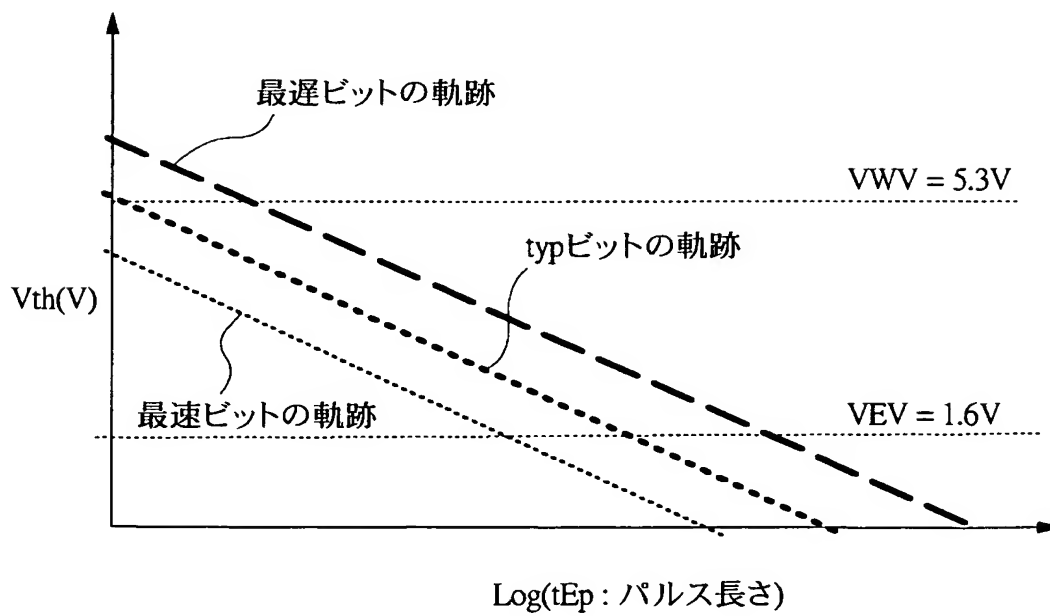 最遅ビットの軌跡
VWV = 5.3V
typビットの軌跡
Vth(V)
最速ビットの軌跡
VEV = 1.6V
Log(tEp : パルス長さ)